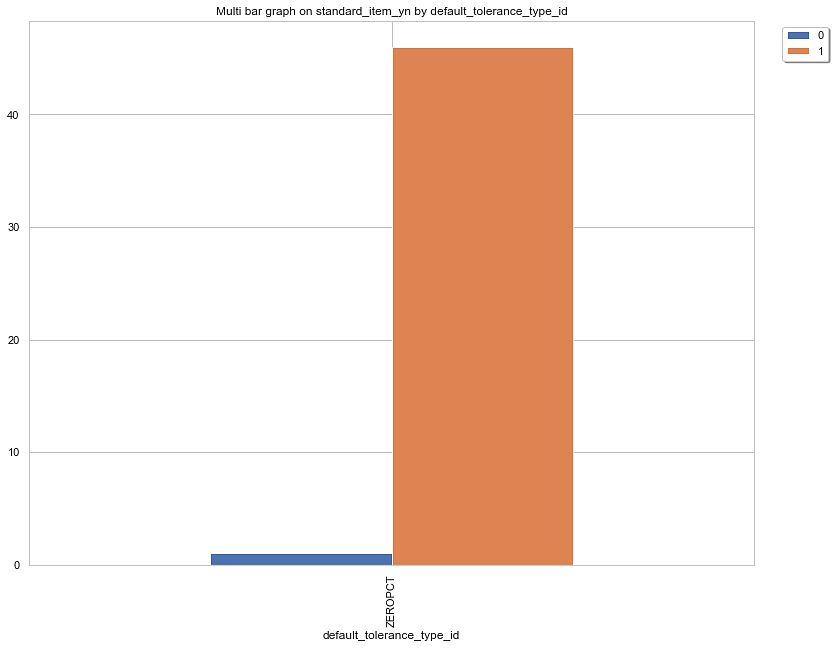 Multi bar graph on standard_item_yn by default_tolerance_type_id
0
1
40
30
20
10
0
ZEROPCT
default_tolerance_type_id